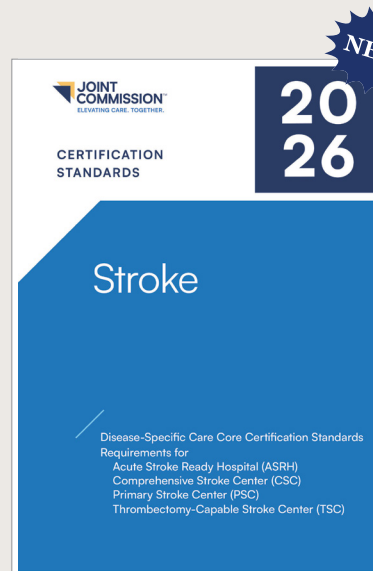 JOINT
COMMISSION™
ELEVATING CARE. TOGETHER.
CERTIFICATION
STANDARDS
20
26
Stroke
Disease-Specific Care Core Certification Standards
Requirements for
Acute Stroke Ready Hospital (ASRH)
Comprehensive Stroke Center (CSC)
Primary Stroke Center (PSC)
Thrombectomy-Capable Stroke Center (TSC)